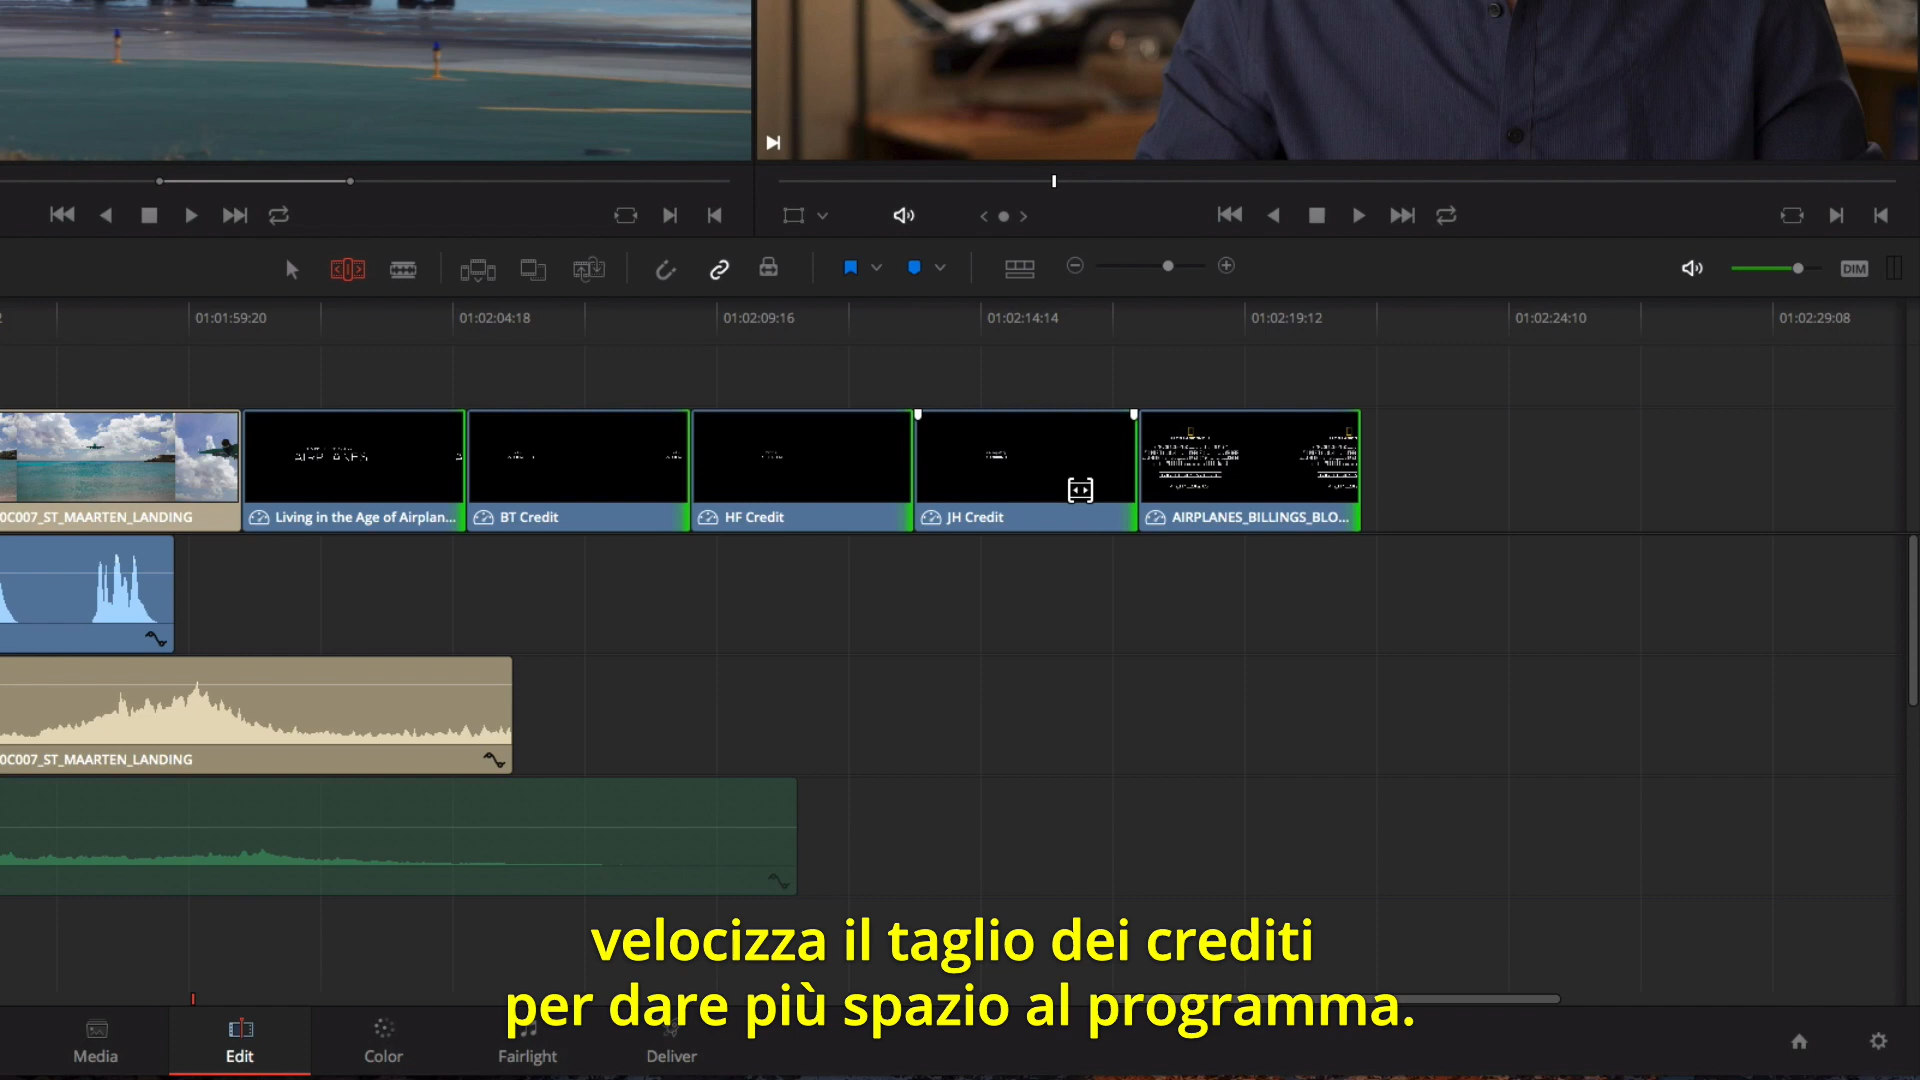 DIM
01:01:59:20
01:02:04:18
01:02:09:16
01:02:14:14
01:02:19:12
01:02:24:10
01:02:29:08
AIRPLANES
0C007_ST_MAARTEN_LANDING
Living in the Age of Airplan...
BT Credit
HF Credit
JH Credit
AIRPLANES_BILLINGS_BLO...
0C007_ST_MAARTEN_LANDING
velocizza il taglio dei crediti
per dare più spazio al programma.
Media
Edit
Color
Fairlight
Deliver